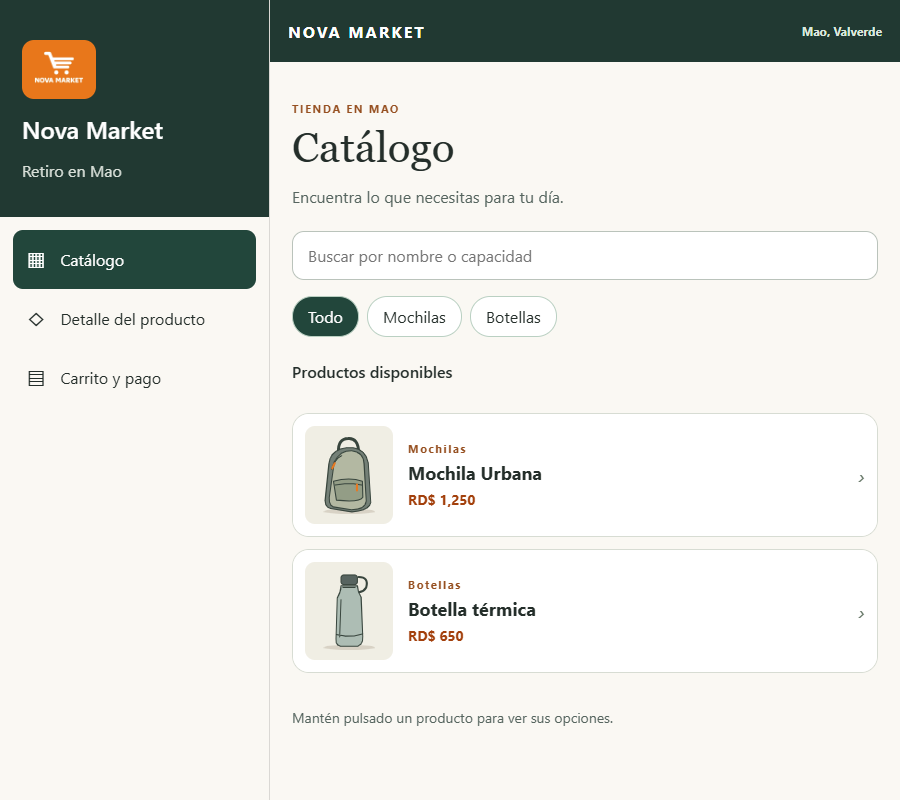 NOVA MARKET
Nova Market
Retiro en Mao
Catálogo
Detalle del producto
Carrito y pago
NOVA MARKET
Mao, Valverde
TIENDA EN MAO
Catálogo
Encuentra lo que necesitas para tu día.
Buscar por nombre o capacidad
Todo
Mochilas
Botellas
Productos disponibles
Mochilas
Mochila Urbana
RD$ 1,250
Botellas
Botella térmica
RD$ 650
Mantén pulsado un producto para ver sus opciones.